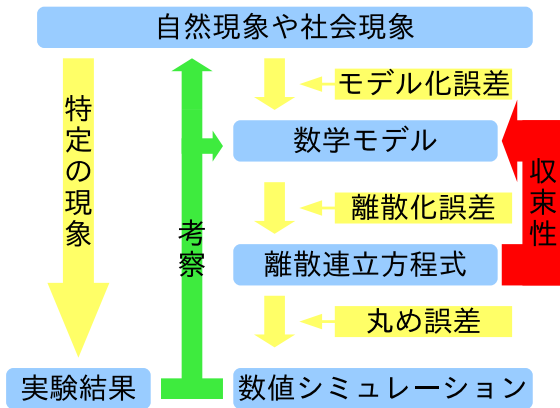 自然現象や社会現象
特定の現象
モデル化誤差
数学モデル
収束性
離散化誤差
考察
離散連立方程式
丸め誤差
実験結果
数値シミュレーション